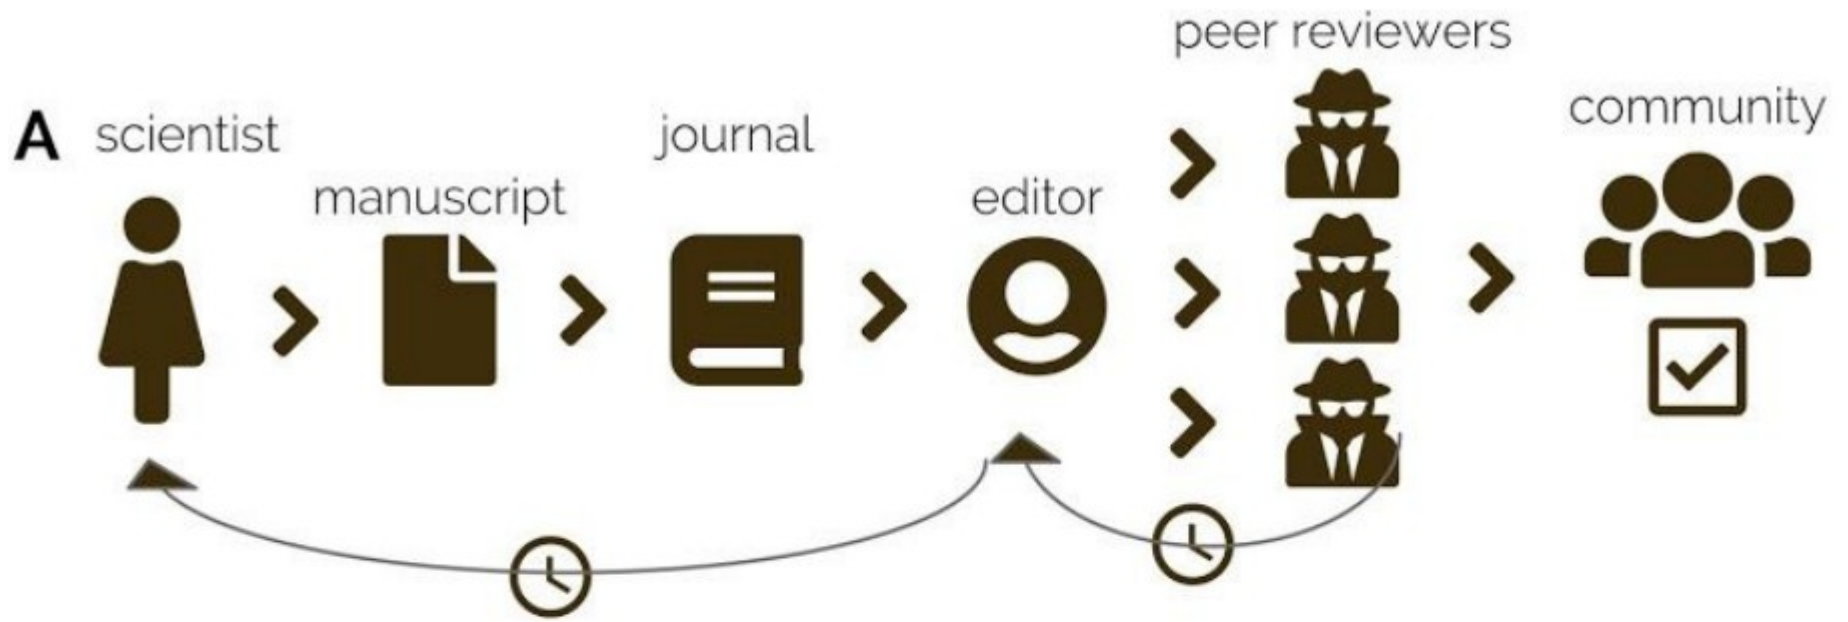 A
scientist
manuscript
journal
editor
peer reviewers
community